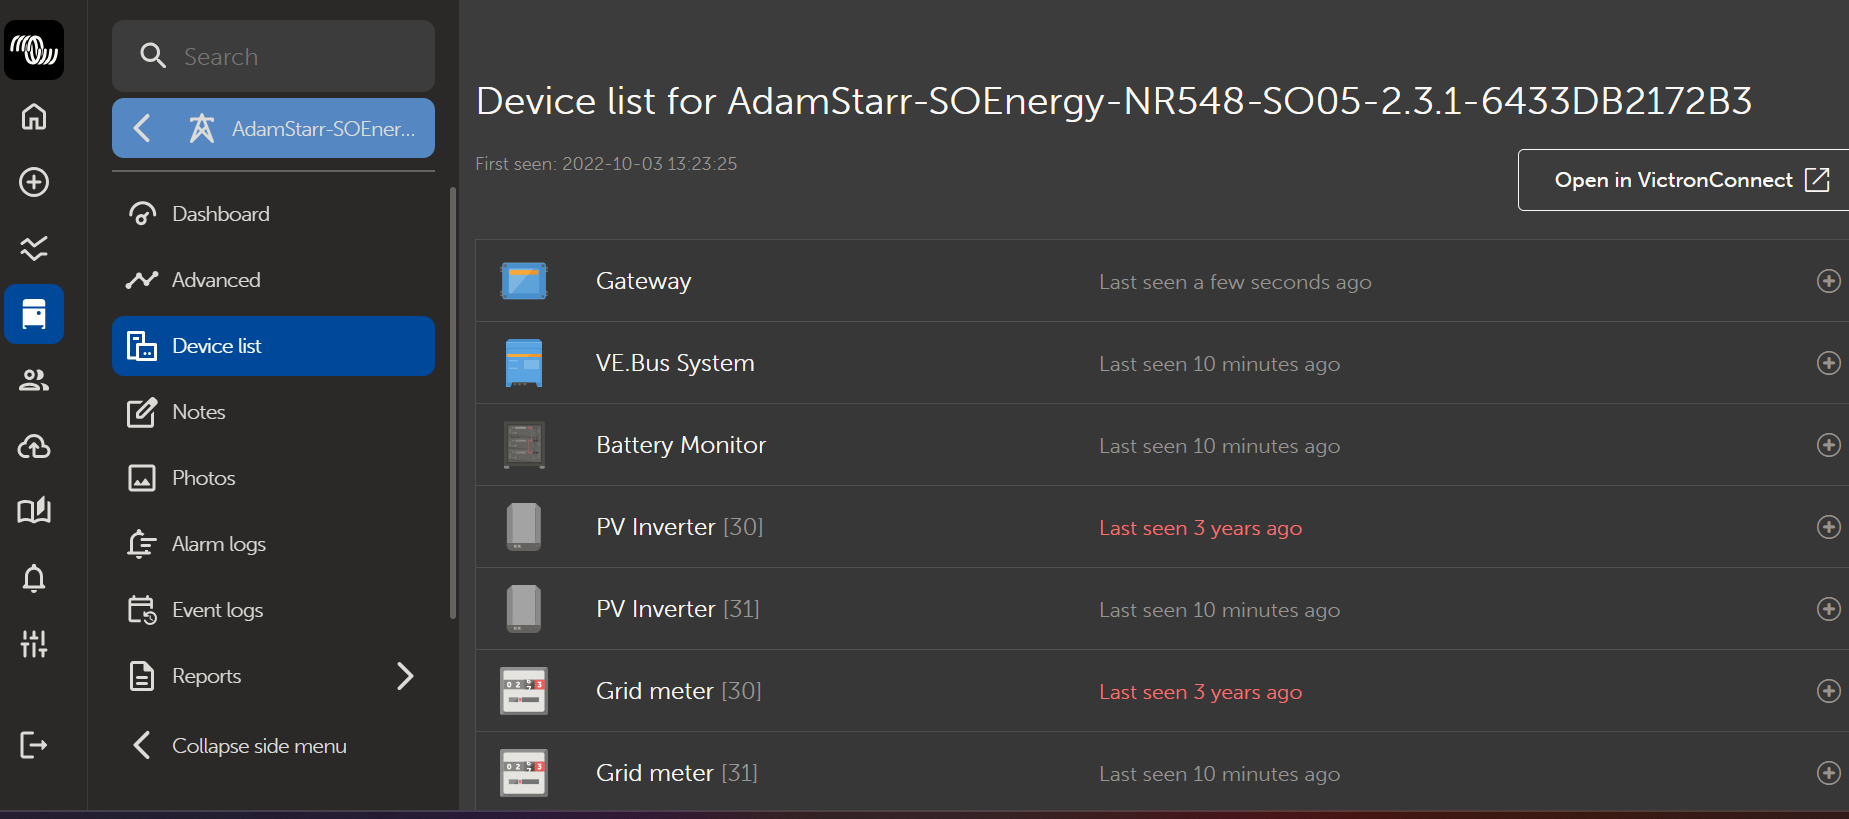 Search
AdamStarr-SOEner...
Dashboard
Advanced
Device list
Notes
Photos
Alarm logs
Event logs
Reports
Collapse side menu
Device list for AdamStarr-SOEnergy-NR548-SO05-2.3.1-6433DB2172B3
First seen: 2022-10-03 13:23:25
Open in VictronConnect
Gateway Last seen a few seconds ago
VE.Bus System Last seen 10 minutes ago
Battery Monitor Last seen 10 minutes ago
PV Inverter [30] Last seen 3 years ago
PV Inverter [31] Last seen 10 minutes ago
Grid meter [30] Last seen 3 years ago
Grid meter [31] Last seen 10 minutes ago